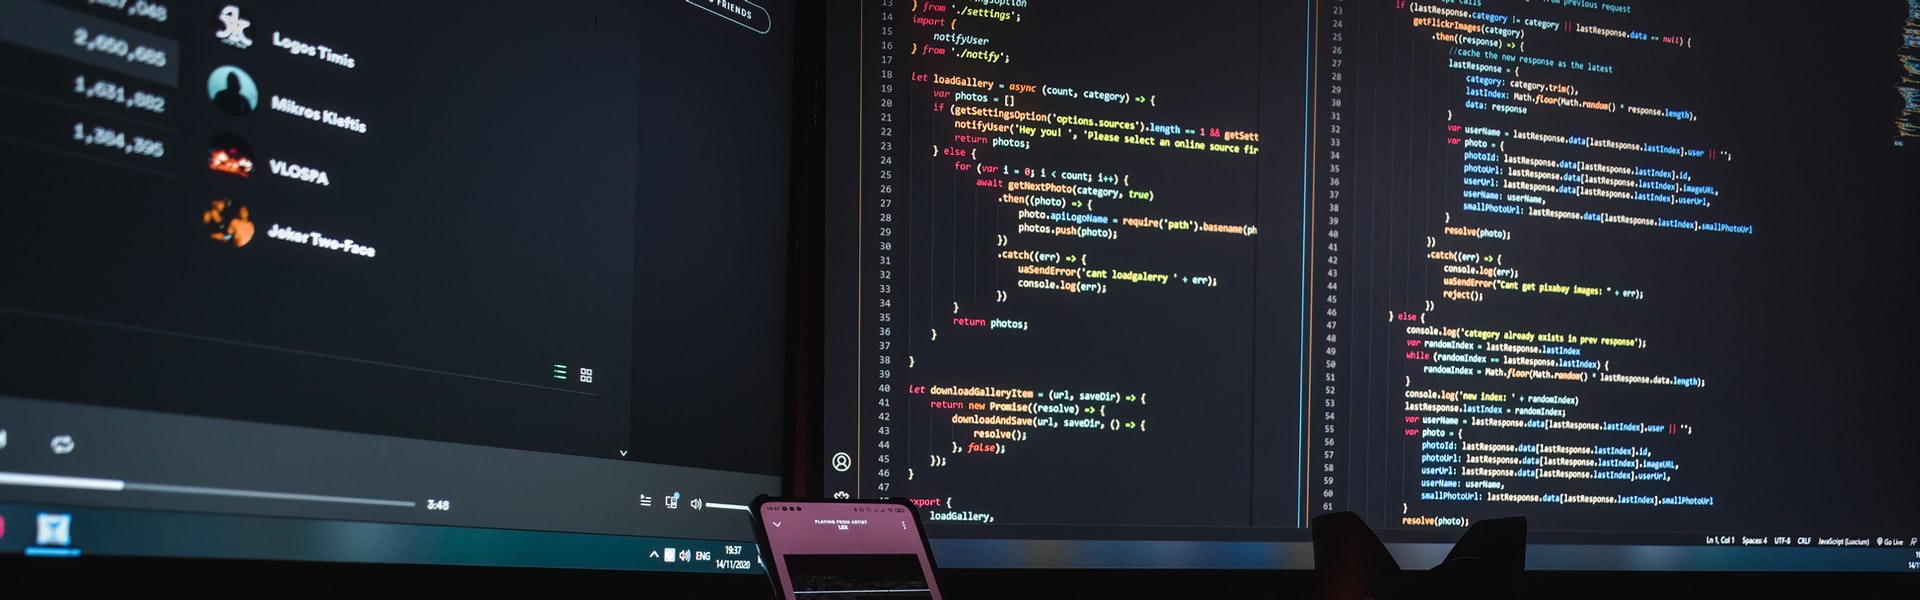 2,650,685
1,631,082
1,384,395
Logos Timis
Mikros Kleftis
VLOSPA
Joker Two-Face
FRIENDS
3:48
ENG
19:37
14/11/2020
13
} from './settings';
14
import {
15
notifyUser
16
} from './notify';
17
18
let loadGallery = async (count, category) => {
19
var photos = []
20
if (getSettingsOption('options.sources').length == 1 && getSett
21
notifyUser('Hey you! ', 'Please select an online source fir
22
return photos;
23
} else {
24
for (var i = 0; i < count; i++) {
25
await getNextPhoto(category, true)
26
.then((photo) => {
27
photo.apiLogoName = require('path').basename(ph
28
photos.push(photo);
29
})
30
.catch((err) => {
31
uaSendError('cant loadgalerry ' + err);
32
console.log(err);
33
})
34
}
35
return photos;
36
}
37
38
}
39
40
let downloadGalleryItem = (url, saveDir) => {
41
return new Promise((resolve) => {
42
downloadAndSave(url, saveDir, () => {
43
resolve();
44
}, false);
45
});
46
}
47
export {
loadGallery,
from previous request
23
if (lastResponse.category != category || lastResponse.data == null) {
24
getFlickrImages(category)
25
.then((response) => {
26
//cache the new response as the latest
27
lastResponse = {
28
category: category.trim(),
29
lastIndex: Math.floor(Math.random() * response.length),
30
data: response
31
}
32
var userName = lastResponse.data[lastResponse.lastIndex].user || '';
33
var photo = {
34
photoId: lastResponse.data[lastResponse.lastIndex].id,
35
photoUrl: lastResponse.data[lastResponse.lastIndex].imageURL,
36
userUrl: lastResponse.data[lastResponse.lastIndex].userUrl,
37
userName: userName,
38
smallPhotoUrl: lastResponse.data[lastResponse.lastIndex].smallPhotoUrl
39
}
40
resolve(photo);
41
})
42
.catch((err) => {
43
console.log(err);
44
uaSendError("Cant get pixabay images: " + err);
45
reject();
46
})
47
} else {
48
console.log('category already exists in prev response');
49
var randomIndex = lastResponse.lastIndex
50
while (randomIndex == lastResponse.lastIndex) {
51
randomIndex = Math.floor(Math.random() * lastResponse.data.length);
52
}
53
console.log('new index: ' + randomIndex)
54
lastResponse.lastIndex = randomIndex;
55
var userName = lastResponse.data[lastResponse.lastIndex].user || '';
56
var photo = {
57
photoId: lastResponse.data[lastResponse.lastIndex].id,
58
photoUrl: lastResponse.data[lastResponse.lastIndex].imageURL,
59
userUrl: lastResponse.data[lastResponse.lastIndex].userUrl,
60
userName: userName,
61
smallPhotoUrl: lastResponse.data[lastResponse.lastIndex].smallPhotoUrl
}
resolve(photo);
Ln 1, Col 1 Spaces: 4 UTF-8 CRLF JavaScript (Luxcium) Go Live
19:37
PLAYING FROM ARTIST
LEX